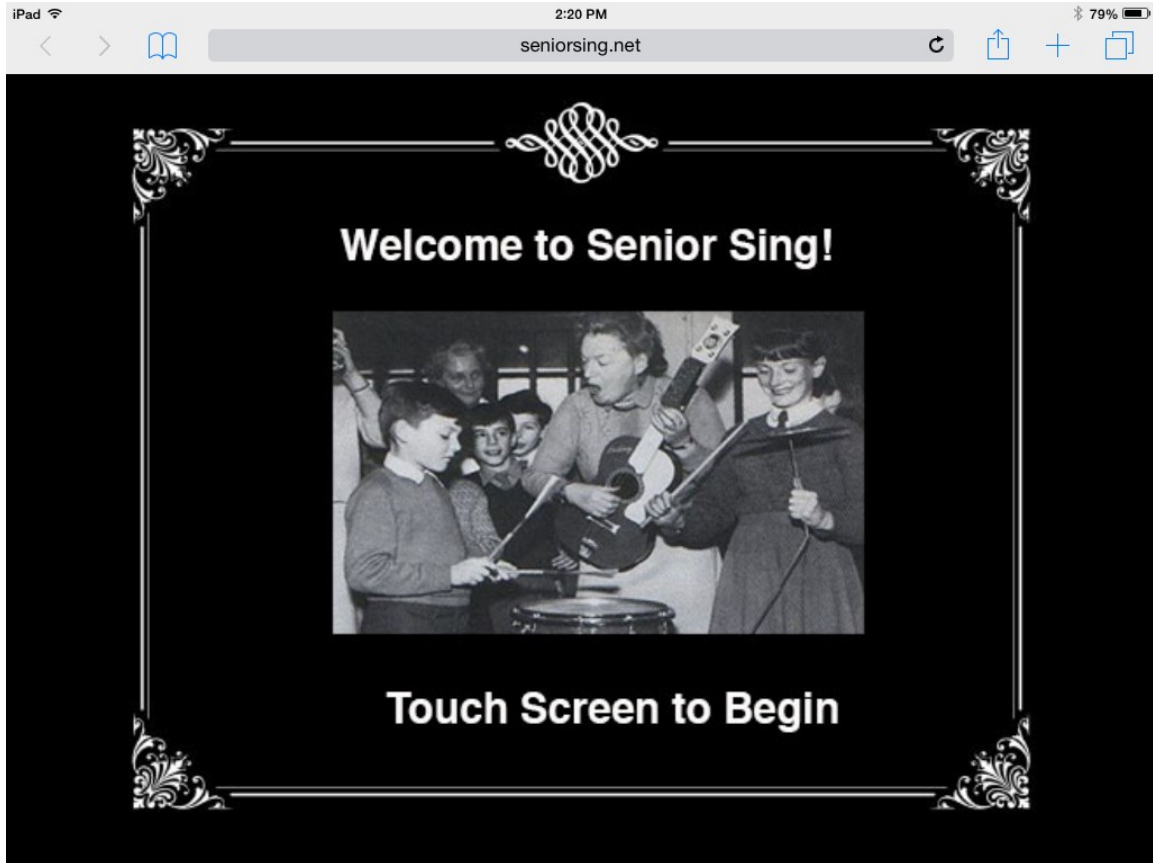 iPad 2:20 PM 79%
seniorsing.net
Welcome to Senior Sing!
Touch Screen to Begin